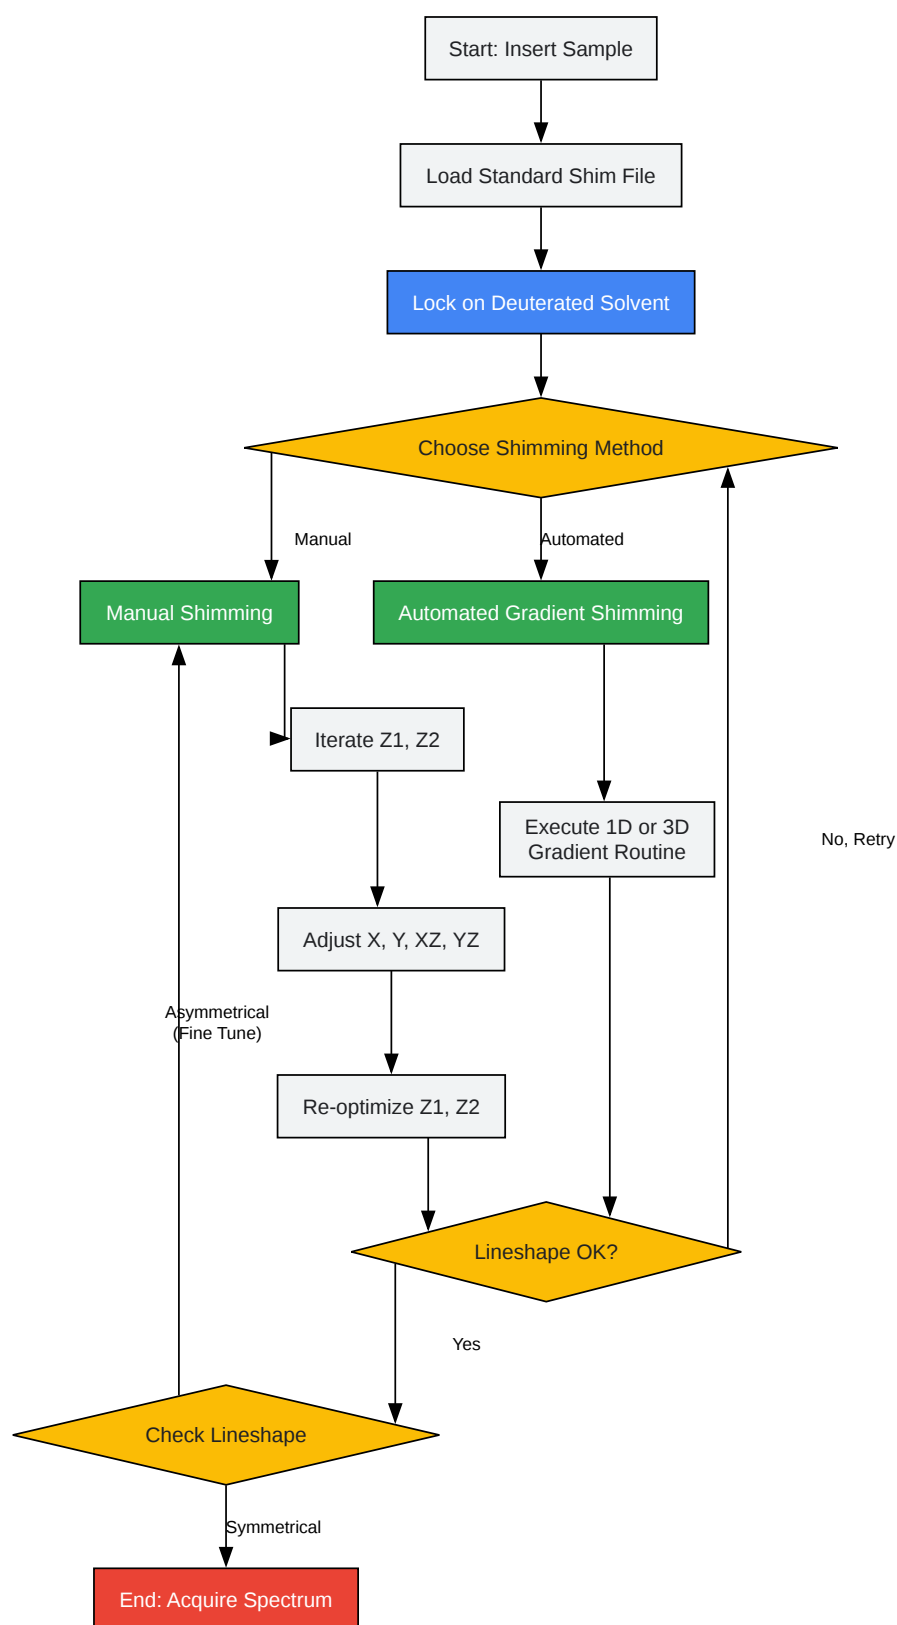 Start: Insert Sample
Load Standard Shim File
Lock on Deuterated Solvent
Choose Shimming Method
Manual
Automated
Manual Shimming
Automated Gradient Shimming
Iterate Z1, Z2
Execute 1D or 3D
Gradient Routine
No, Retry
Adjust X, Y, XZ, YZ
Asymmetrical
(Fine Tune)
Re-optimize Z1, Z2
Lineshape OK?
Yes
Check Lineshape
Symmetrical
End: Acquire Spectrum